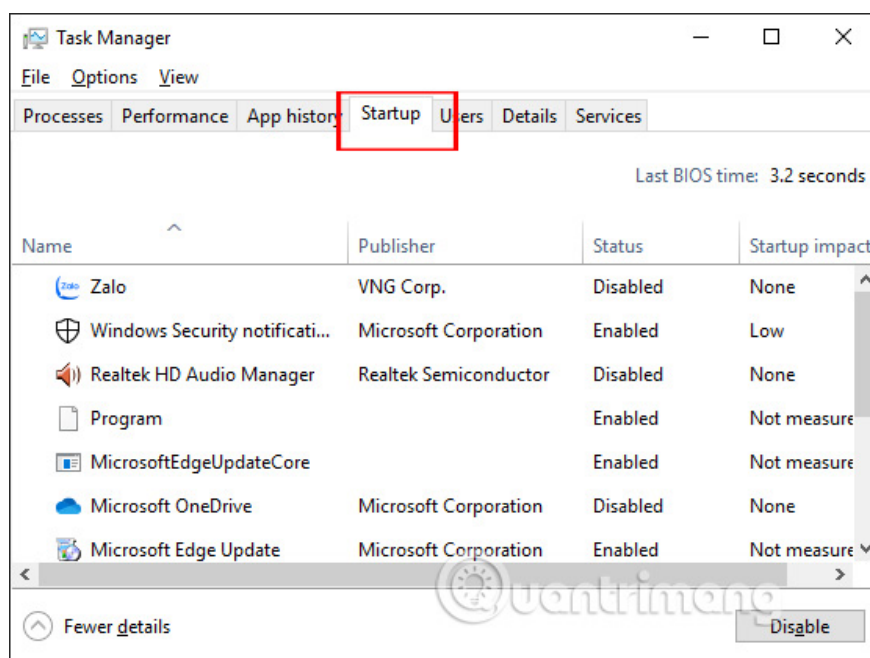 Task Manager
File Options View
Processes Performance App history Startup Users Details Services
Last BIOS time: 3.2 seconds
Name Publisher Status Startup impact
Zalo Zalo VNG Corp. Disabled None
Windows Security notificati... Microsoft Corporation Enabled Low
Realtek HD Audio Manager Realtek Semiconductor Disabled None
Program Enabled Not measure
MicrosoftEdgeUpdateCore Enabled Not measure
Microsoft OneDrive Microsoft Corporation Disabled None
Microsoft Edge Update Microsoft Corporation Enabled Not measure
Quantrimang
Fewer details Disable